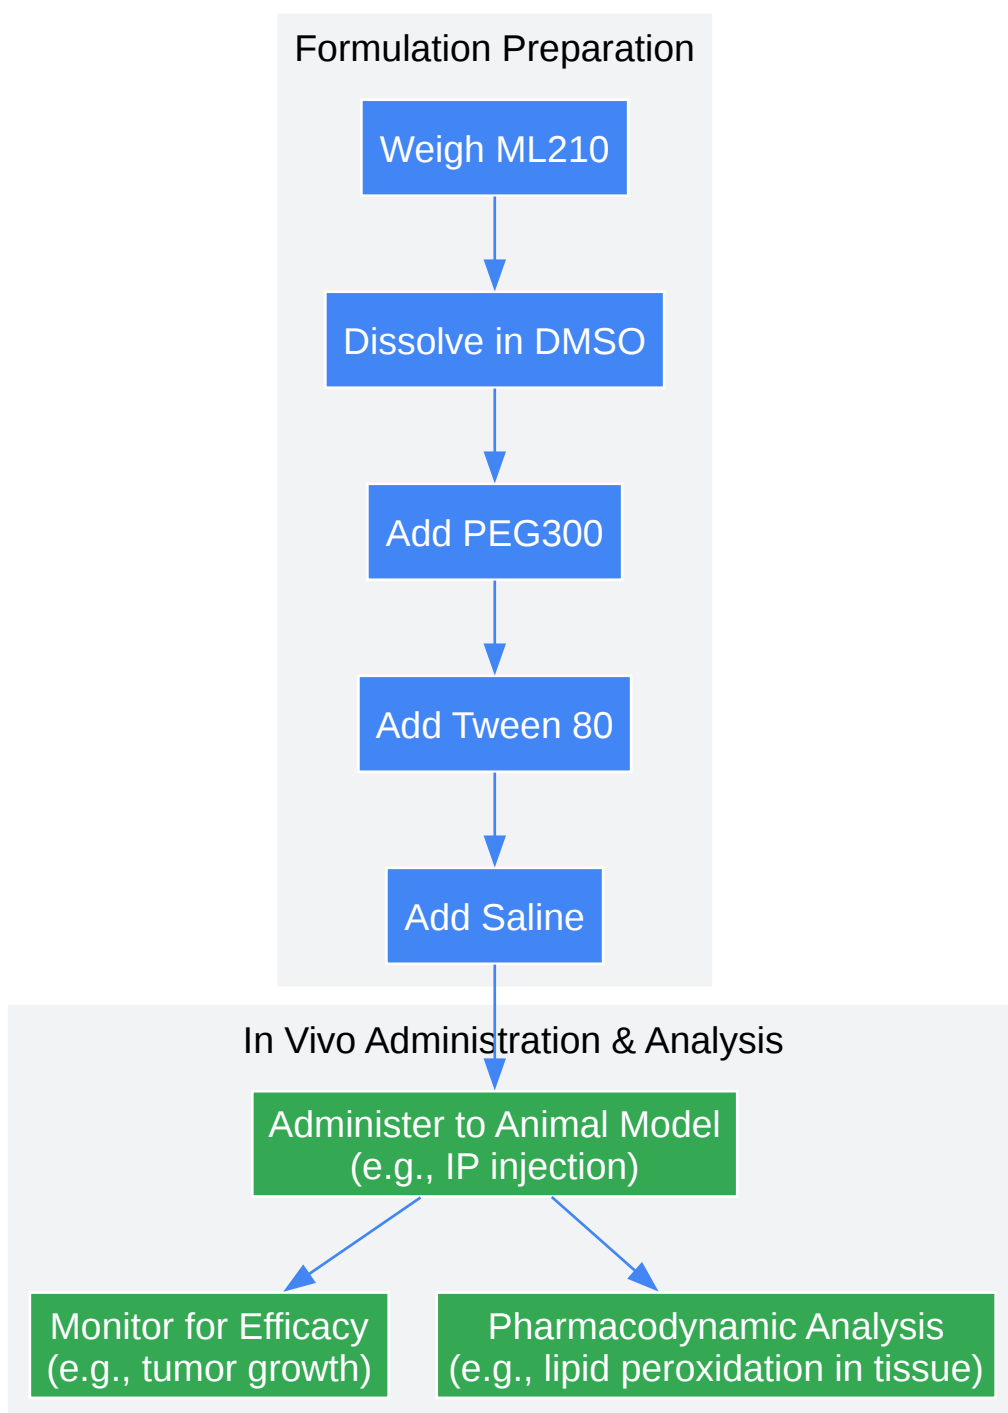 Formulation Preparation
Weigh ML210
Dissolve in DMSO
Add PEG300
Add Tween 80
Add Saline
In Vivo Administration & Analysis
Administer to Animal Model
(e.g., IP injection)
Monitor for Efficacy
(e.g., tumor growth)
Pharmacodynamic Analysis
(e.g., lipid peroxidation in tissue)